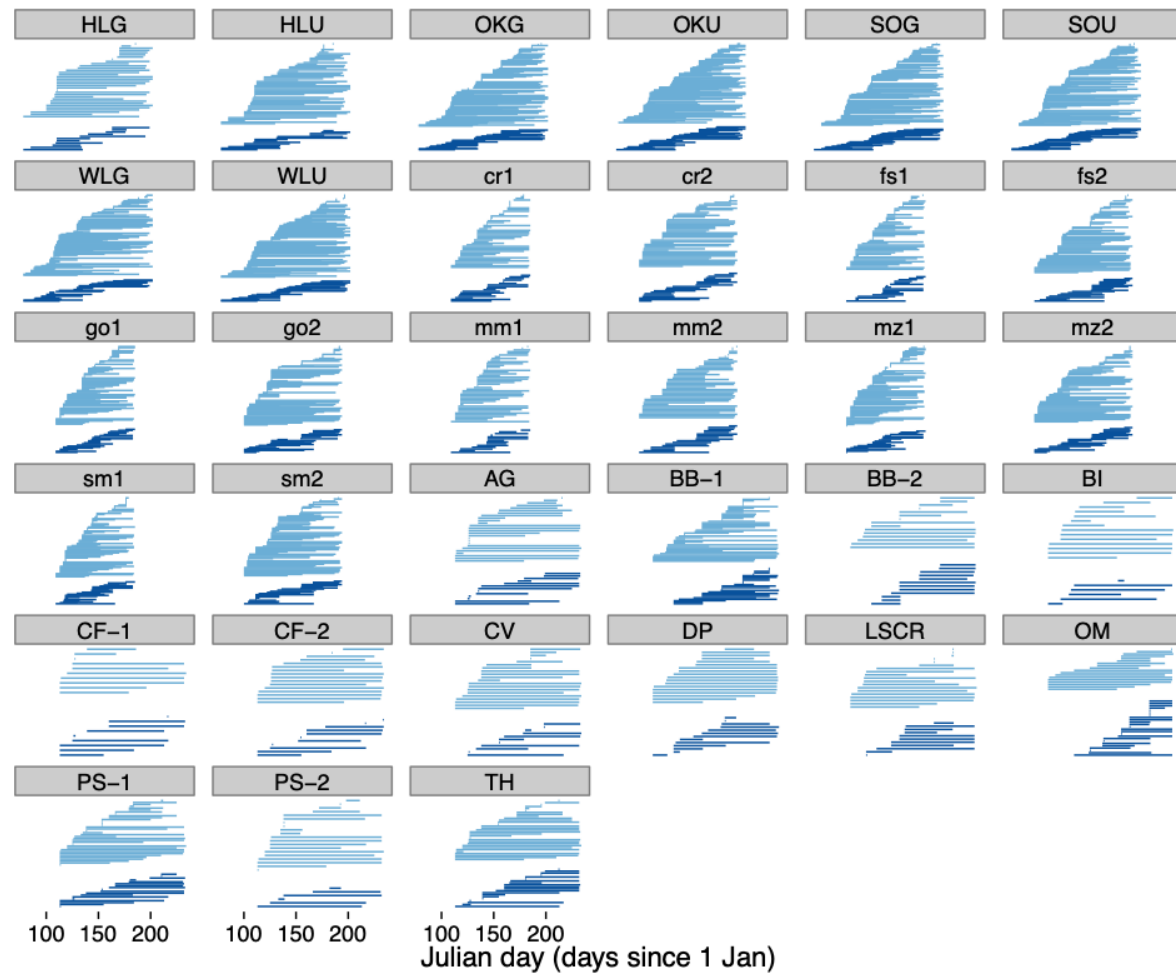 HLG HLU OKG OKU SOG SOU
WLG WLU cr1 cr2 fs1 fs2
go1 go2 mm1 mm2 mz1 mz2
sm1 sm2 AG BB−1 BB−2 BI
CF−1 CF−2 CV DP LSCR OM
PS−1 PS−2 TH
100 150 200 100 150 200 100 150 200
Julian day (days since 1 Jan)